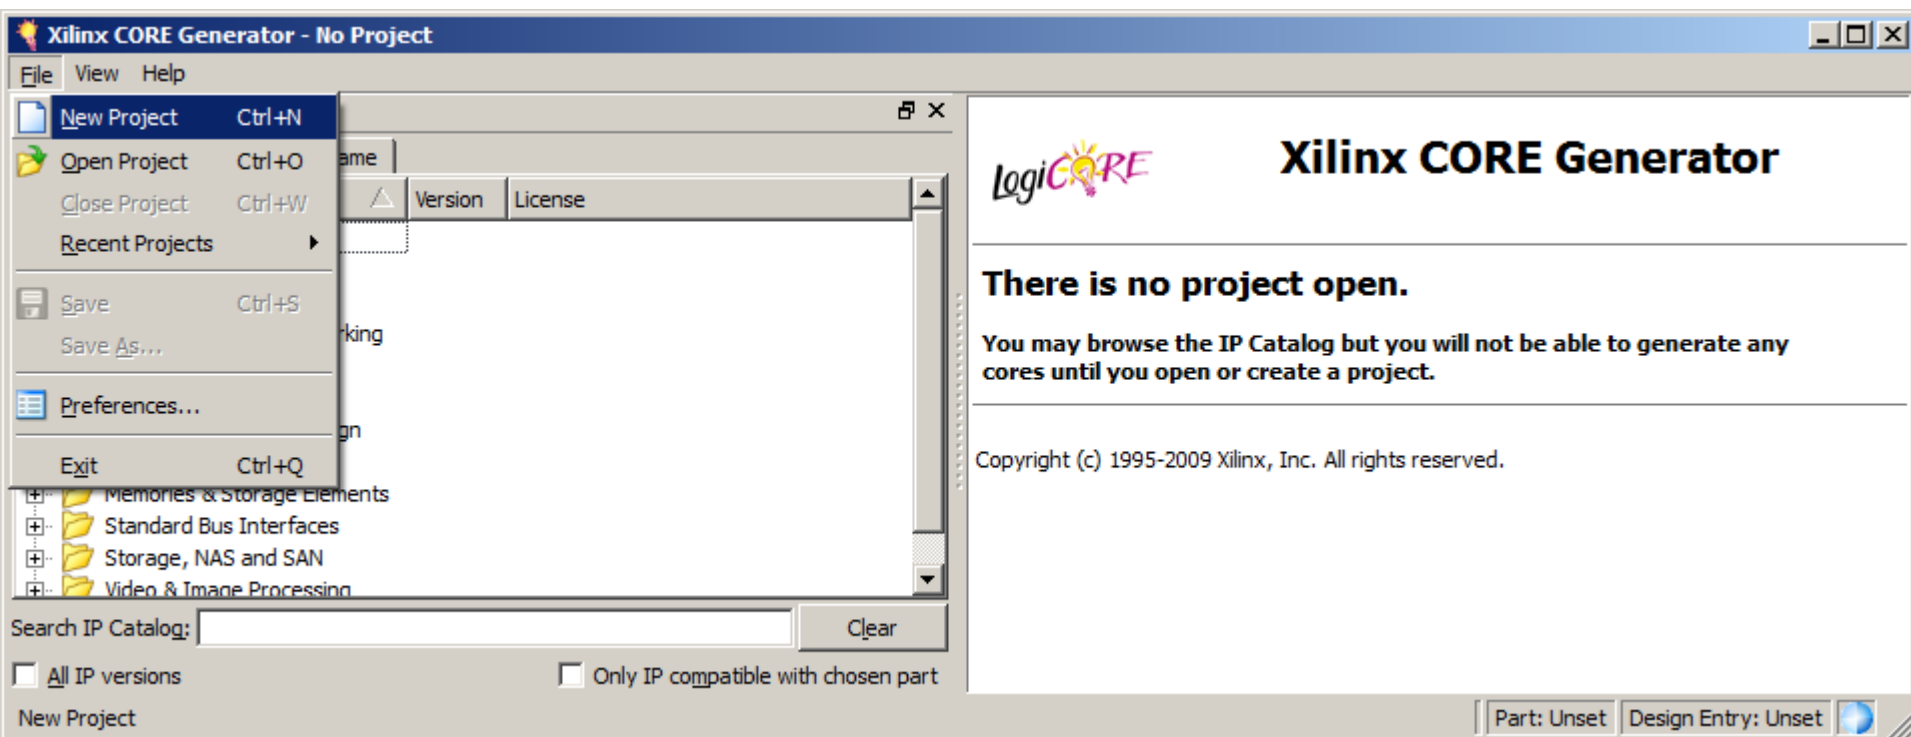 Xilinx CORE Generator - No Project
File View Help
New Project Ctrl+N
Open Project Ctrl+O
Close Project Ctrl+W
Recent Projects
Save Ctrl+S
Save As...
Preferences...
Exit Ctrl+Q
ame
Version License
rking
gn
Memories & Storage Elements
Standard Bus Interfaces
Storage, NAS and SAN
Video & Image Processing
Search IP Catalog: Clear
All IP versions Only IP compatible with chosen part
LogiCORE
Xilinx CORE Generator
There is no project open.
You may browse the IP Catalog but you will not be able to generate any
cores until you open or create a project.
Copyright (c) 1995-2009 Xilinx, Inc. All rights reserved.
New Project Part: Unset Design Entry: Unset